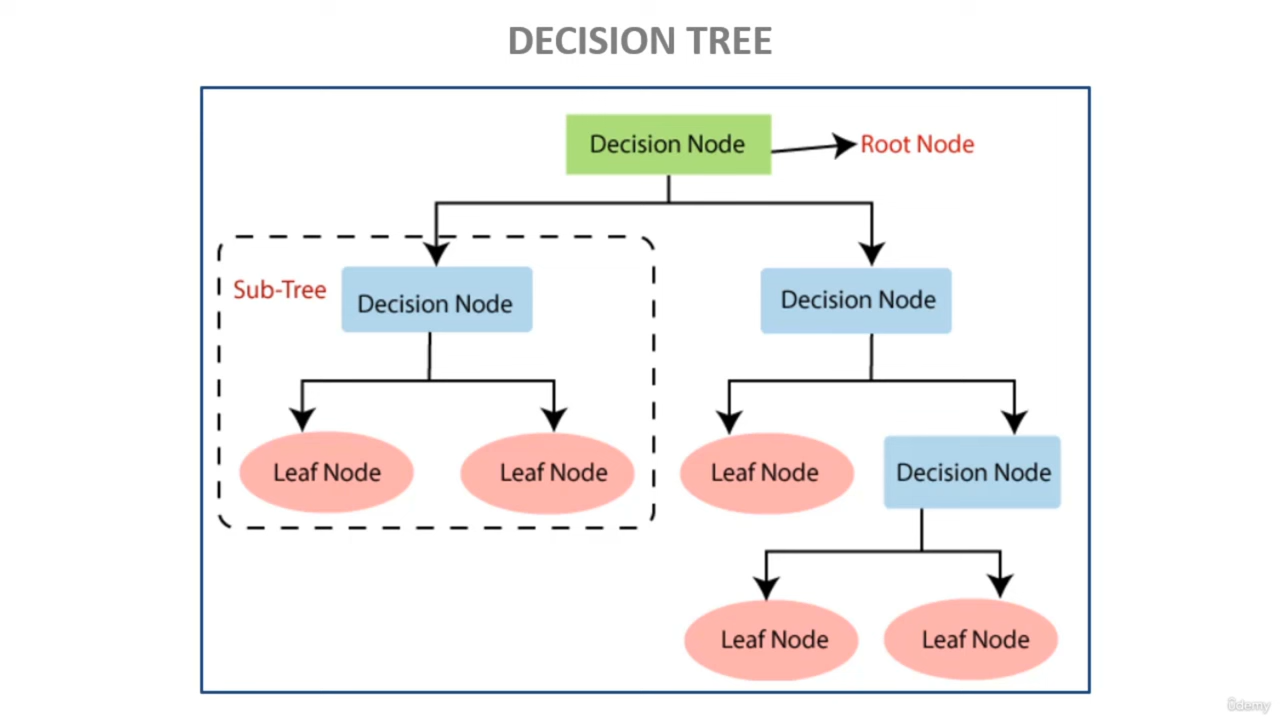 DECISION TREE
Decision Node
Root Node
Sub-Tree
Decision Node
Decision Node
Leaf Node
Leaf Node
Leaf Node
Decision Node
Leaf Node
Leaf Node
ûdemy